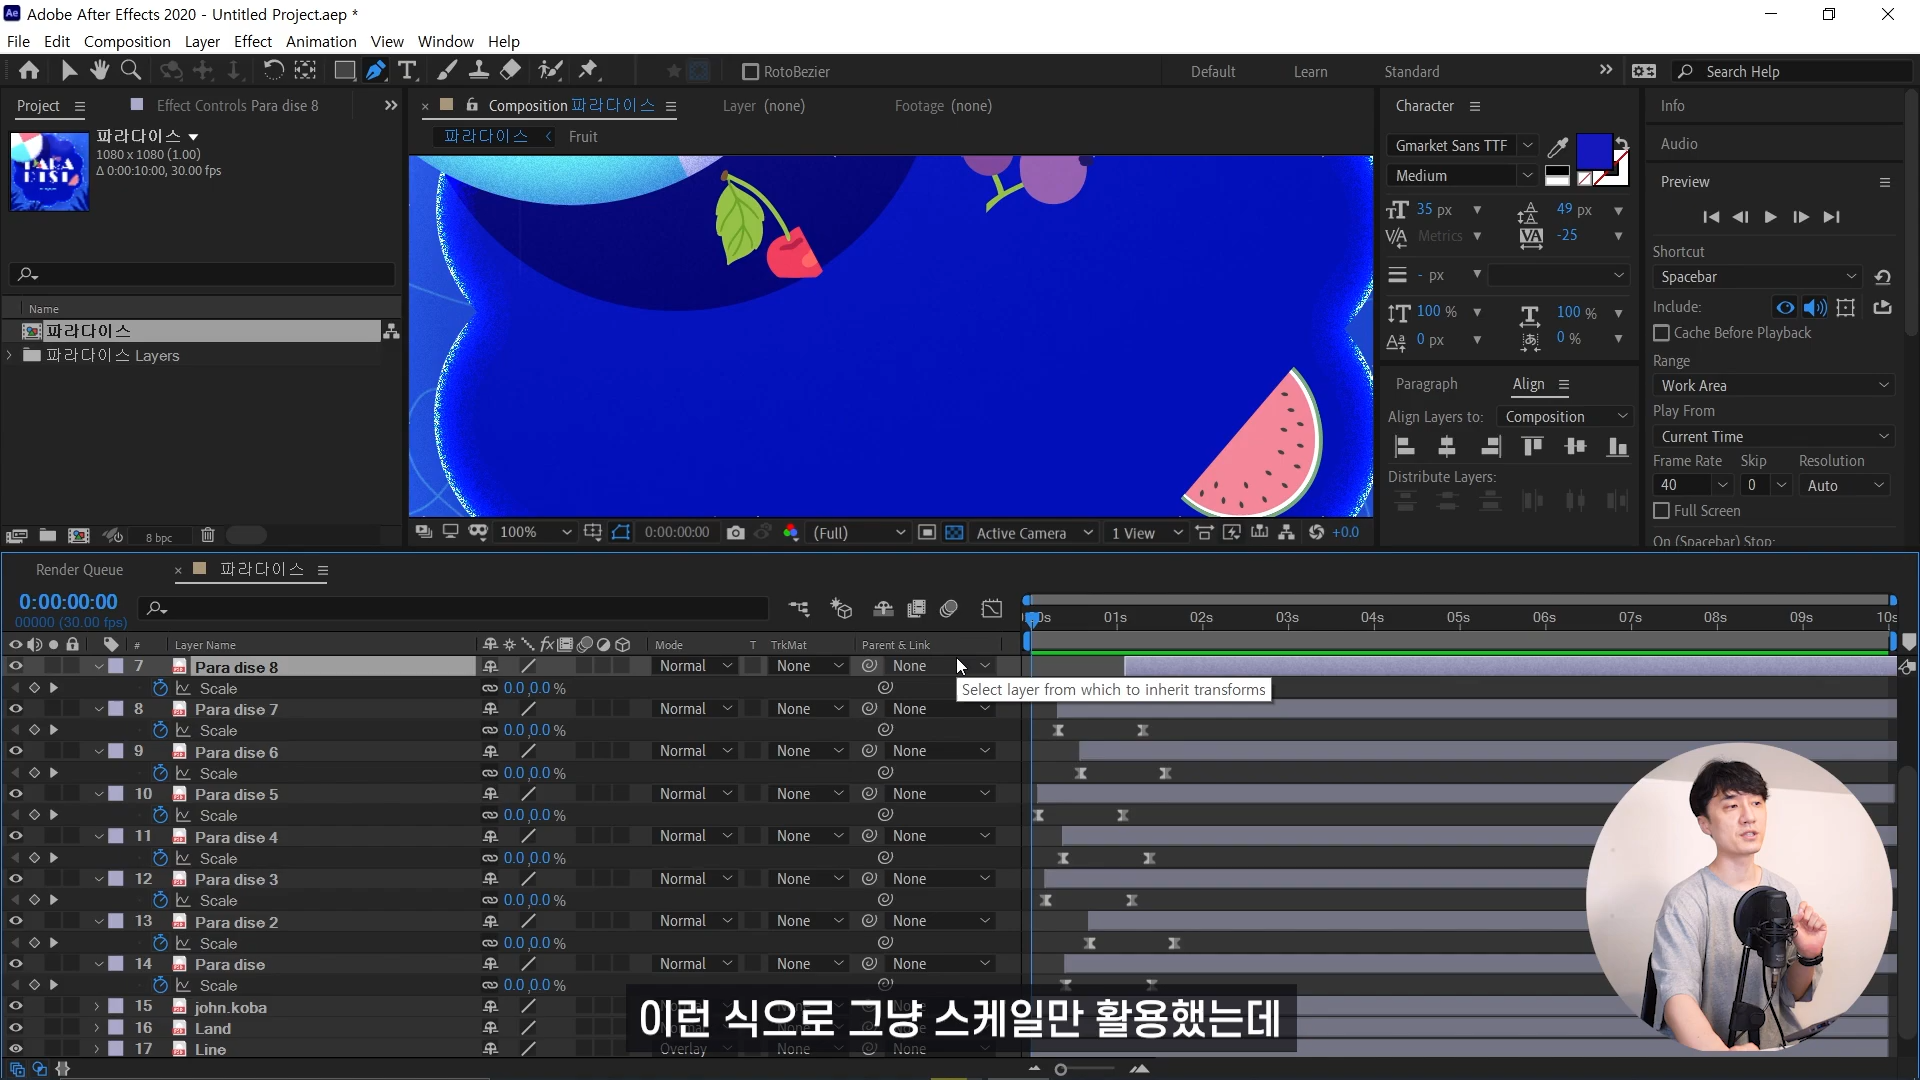 Adobe After Effects 2020 - Untitled Project.aep *
File Edit Composition Layer Effect Animation View Window Help
RotoBezier
Default Learn Standard
Search Help
Project
Effect Controls Para dise 8
Composition 파라다이스
Layer (none)
Footage (none)
파라다이스
Fruit
파라다이스
1080 x 1080 (1.00)
Δ 0:00:10:00, 30.00 fps
Name
파라다이스
파라다이스 Layers
8 bpc
100%
0:00:00:00
(Full)
Active Camera
1 View
+0.0
Character
Gmarket Sans TTF
Medium
35 px
49 px
Metrics
-25
- px
100 %
100 %
0 px
0 %
Paragraph
Align
Align Layers to: Composition
Distribute Layers:
Info
Audio
Preview
Shortcut
Spacebar
Include:
Cache Before Playback
Range
Work Area
Play From
Current Time
Frame Rate Skip Resolution
40 0 Auto
Full Screen
On (Spacebar) Stop:
Render Queue
파라다이스
0:00:00:00
00000 (30.00 fps)
01s 02s 03s 04s 05s 06s 07s 08s 09s
# Layer Name Mode T TrkMat Parent & Link
7 Para dise 8 Normal None None
Scale 0.0,0.0 %
Select layer from which to inherit transforms
8 Para dise 7 Normal None None
Scale 0.0,0.0 %
9 Para dise 6 Normal None None
Scale 0.0,0.0 %
10 Para dise 5 Normal None None
Scale 0.0,0.0 %
11 Para dise 4 Normal None None
Scale 0.0,0.0 %
12 Para dise 3 Normal None None
Scale 0.0,0.0 %
13 Para dise 2 Normal None None
Scale 0.0,0.0 %
14 Para dise Normal None None
Scale 0.0,0.0 %
15 john.koba
16 Land
17 Line Overlay None None
이런 식으로 그냥 스케일만 활용했는데